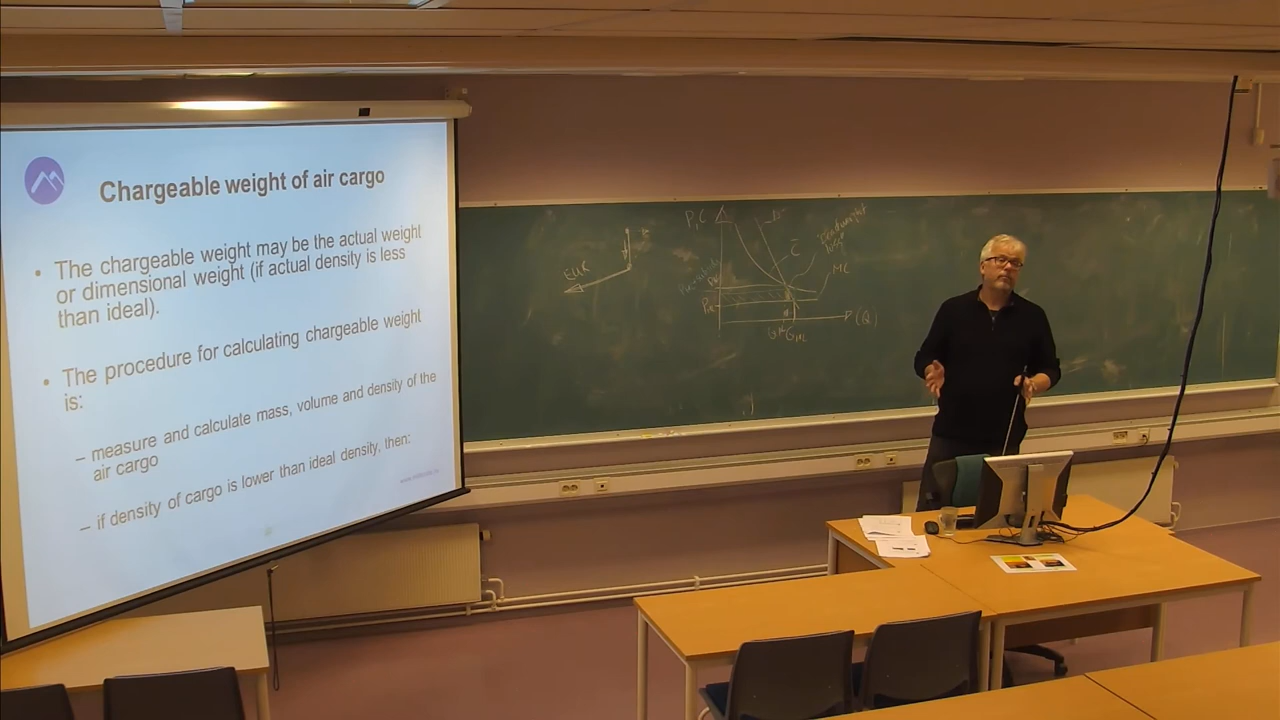 Chargeable weight of air cargo
• The chargeable weight may be the actual weight
or dimensional weight (if actual density is less
than ideal).
• The procedure for calculating chargeable weight
is:
– measure and calculate mass, volume and density of the
air cargo
– if density of cargo is lower than ideal density, then:
EUR
P,C
MC
(Q)